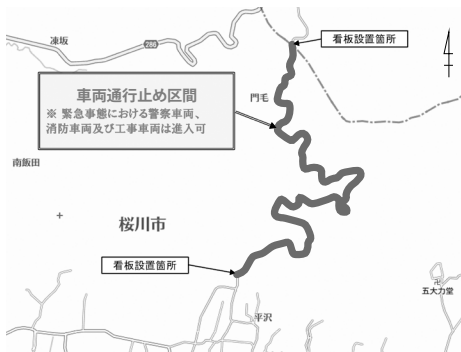 凍坂
286
看板設置箇所
車両通行止め区間
※ 緊急事態における警察車両、
消防車両及び工事車両は進入可
門毛
南飯田
桜川市
看板設置箇所
平沢
卍
五大力堂